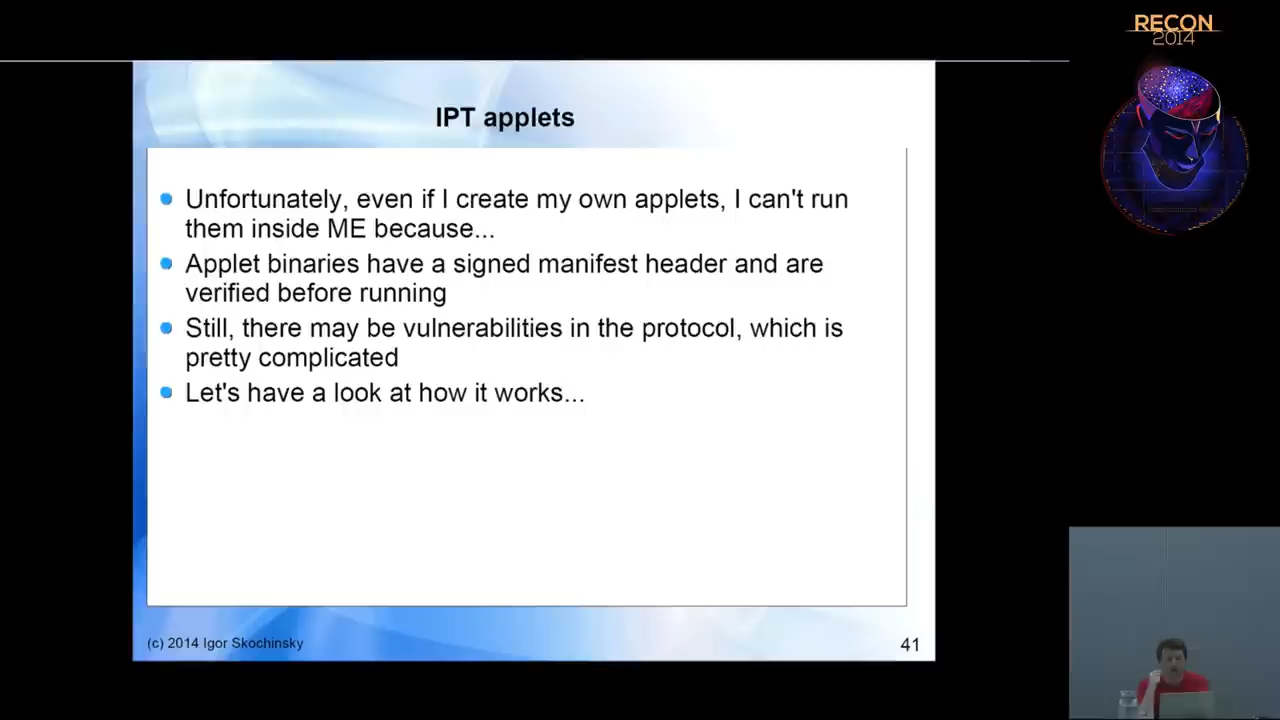 RECON
2014
IPT applets
Unfortunately, even if I create my own applets, I can't run
them inside ME because...
Applet binaries have a signed manifest header and are
verified before running
Still, there may be vulnerabilities in the protocol, which is
pretty complicated
Let's have a look at how it works...
(c) 2014 Igor Skochinsky
41